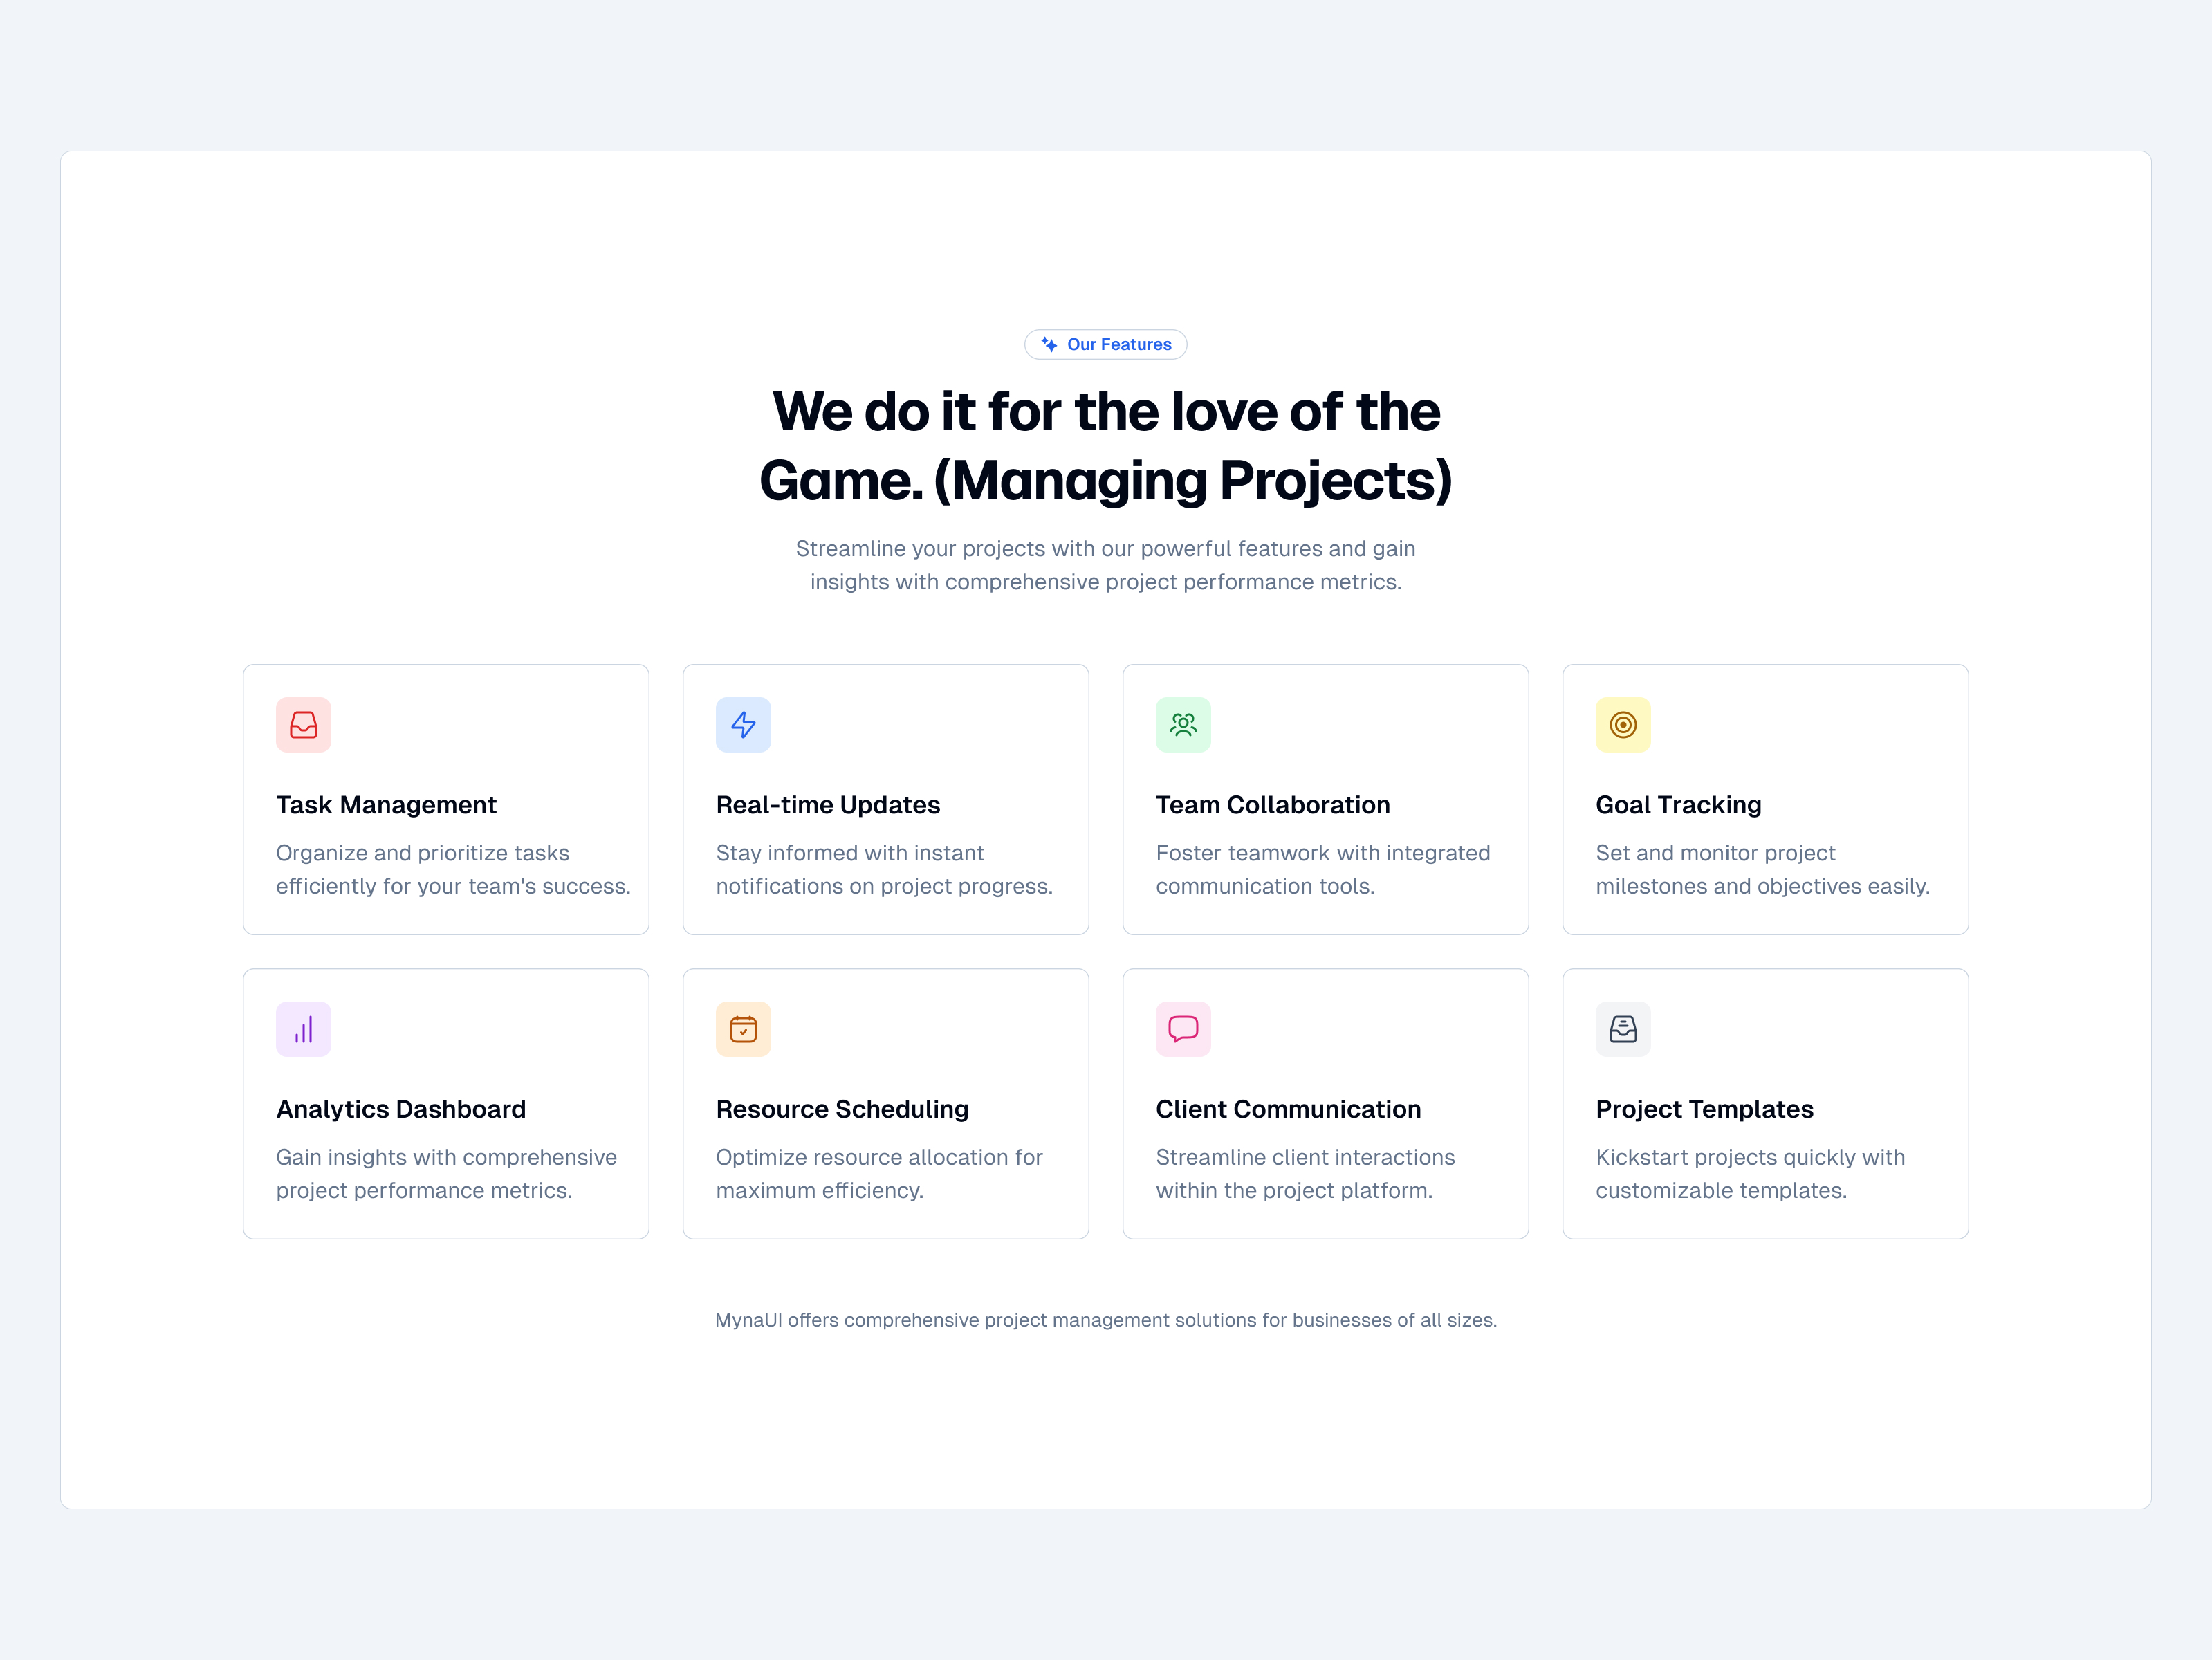 Our Features
We do it for the love of the
Game. (Managing Projects)
Streamline your projects with our powerful features and gain
insights with comprehensive project performance metrics.
Task Management
Organize and prioritize tasks
efficiently for your team's success.
Real-time Updates
Stay informed with instant
notifications on project progress.
Team Collaboration
Foster teamwork with integrated
communication tools.
Goal Tracking
Set and monitor project
milestones and objectives easily.
Analytics Dashboard
Gain insights with comprehensive
project performance metrics.
Resource Scheduling
Optimize resource allocation for
maximum efficiency.
Client Communication
Streamline client interactions
within the project platform.
Project Templates
Kickstart projects quickly with
customizable templates.
MynaUI offers comprehensive project management solutions for businesses of all sizes.